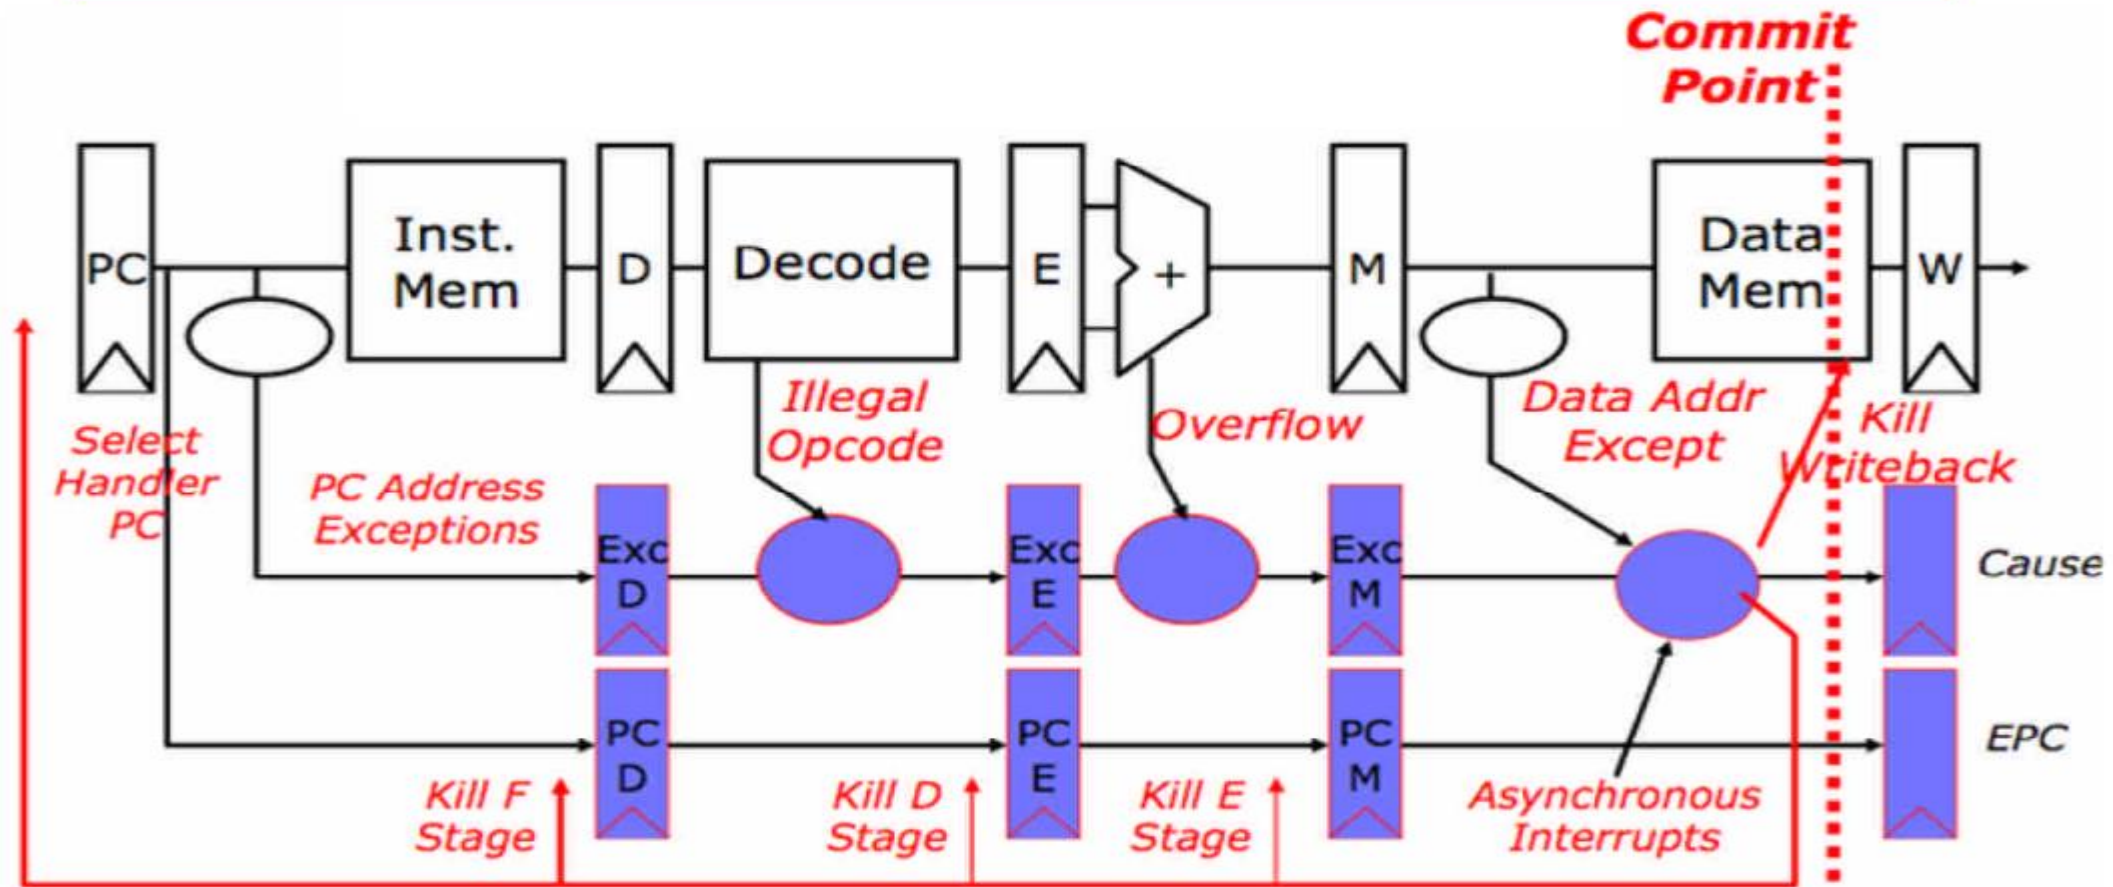 Commit
Point
PC
Inst.
Mem
D
Decode
E
+
M
Data
Mem
W
Select
Handler
PC
PC Address
Exceptions
Illegal
Opcode
Overflow
Data Addr
Except
Kill
Writeback
Exc
D
Exc
E
Exc
M
Cause
PC
D
PC
E
PC
M
EPC
Kill F
Stage
Kill D
Stage
Kill E
Stage
Asynchronous
Interrupts